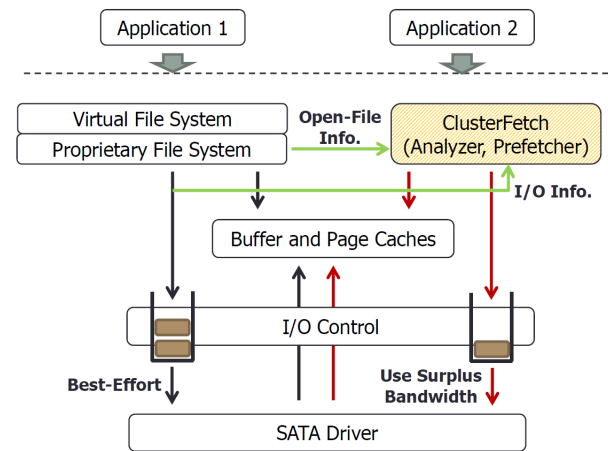 Application 1
Application 2
Virtual File System
Proprietary File System
Open-File
Info.
ClusterFetch
(Analyzer, Prefetcher)
I/O Info.
Buffer and Page Caches
I/O Control
Best-Effort
Use Surplus
Bandwidth
SATA Driver